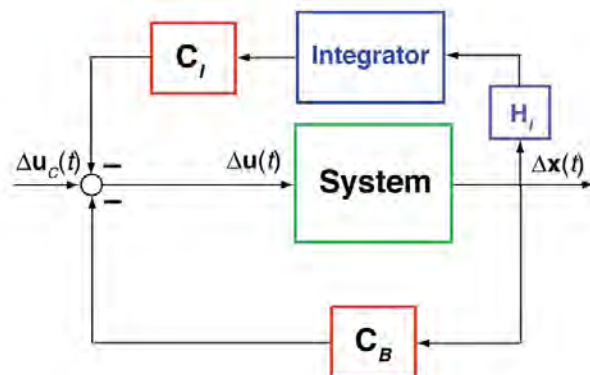 C_I
Integrator
H_I
Δu_C(t)
−
Δu(t)
System
Δx(t)
−
C_B